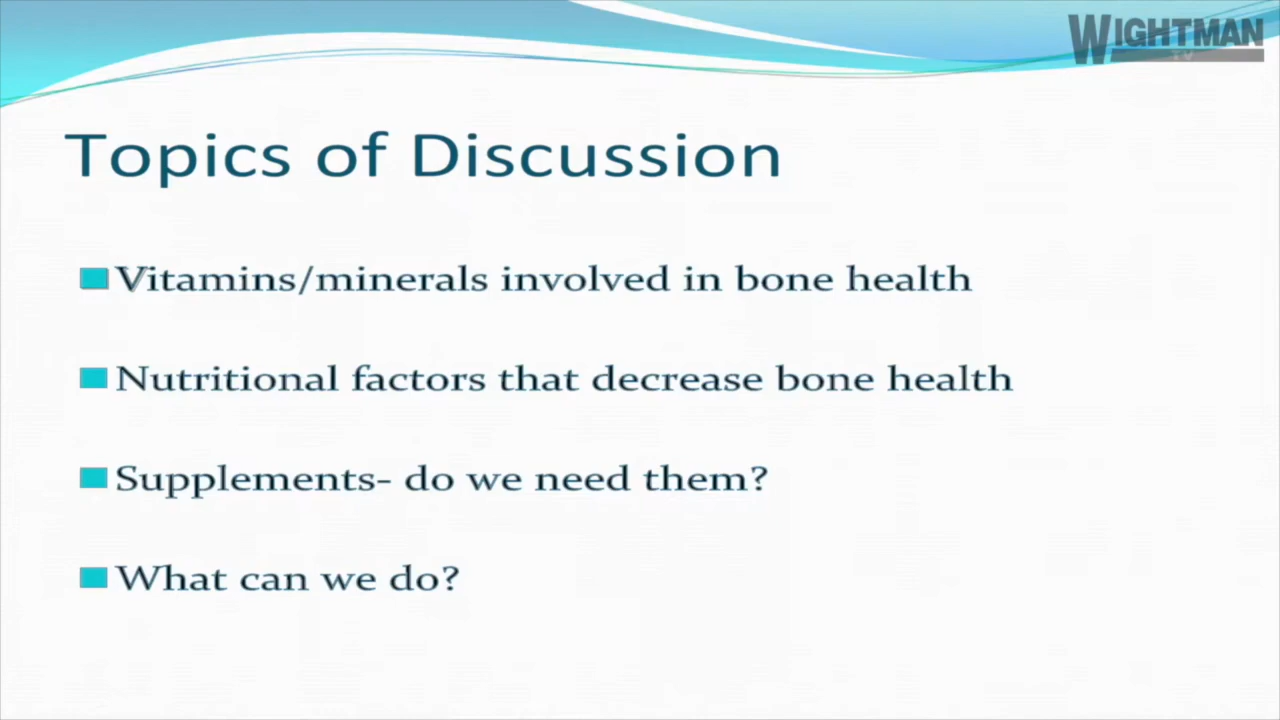 WIGHTMAN
TV
Topics of Discussion
Vitamins/minerals involved in bone health
Nutritional factors that decrease bone health
Supplements- do we need them?
What can we do?